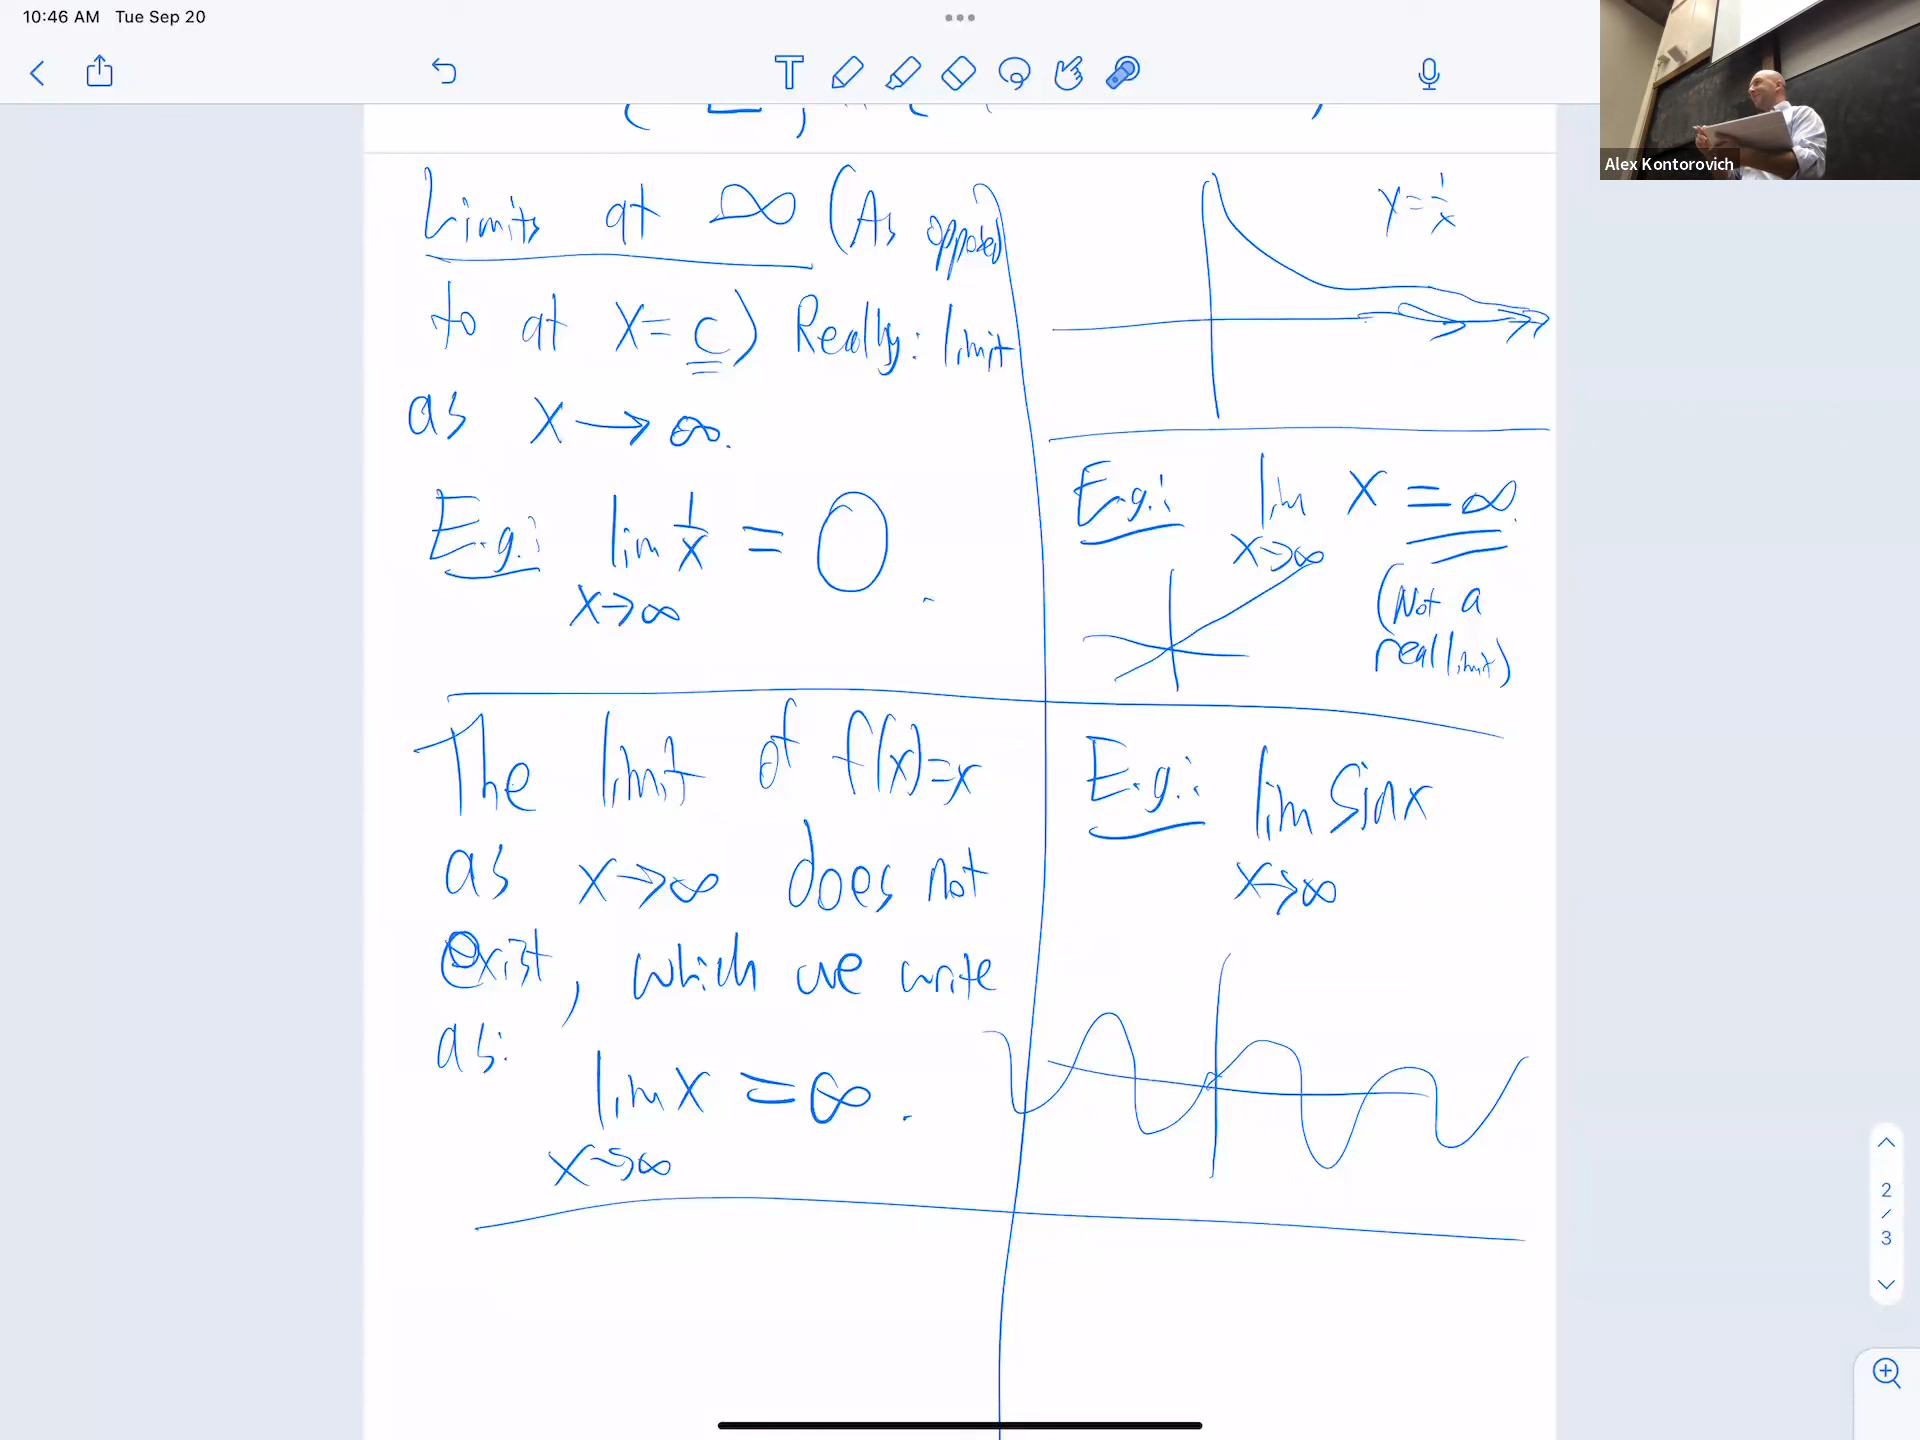 10:46 AM Tue Sep 20
Alex Kontorovich
Limits at ∞ (As opposed
to at x = c) Really: limit
as x → ∞.
E.g.: lim 1/x = 0.
x→∞
y = 1/x
E.g.: lim x = ∞.
x→∞
(Not a
real limit)
The limit of f(x)=x
as x→∞ does not
exist, which we write
as:
lim x = ∞.
x→∞
E.g.: lim sinx
x→∞
2
/
3